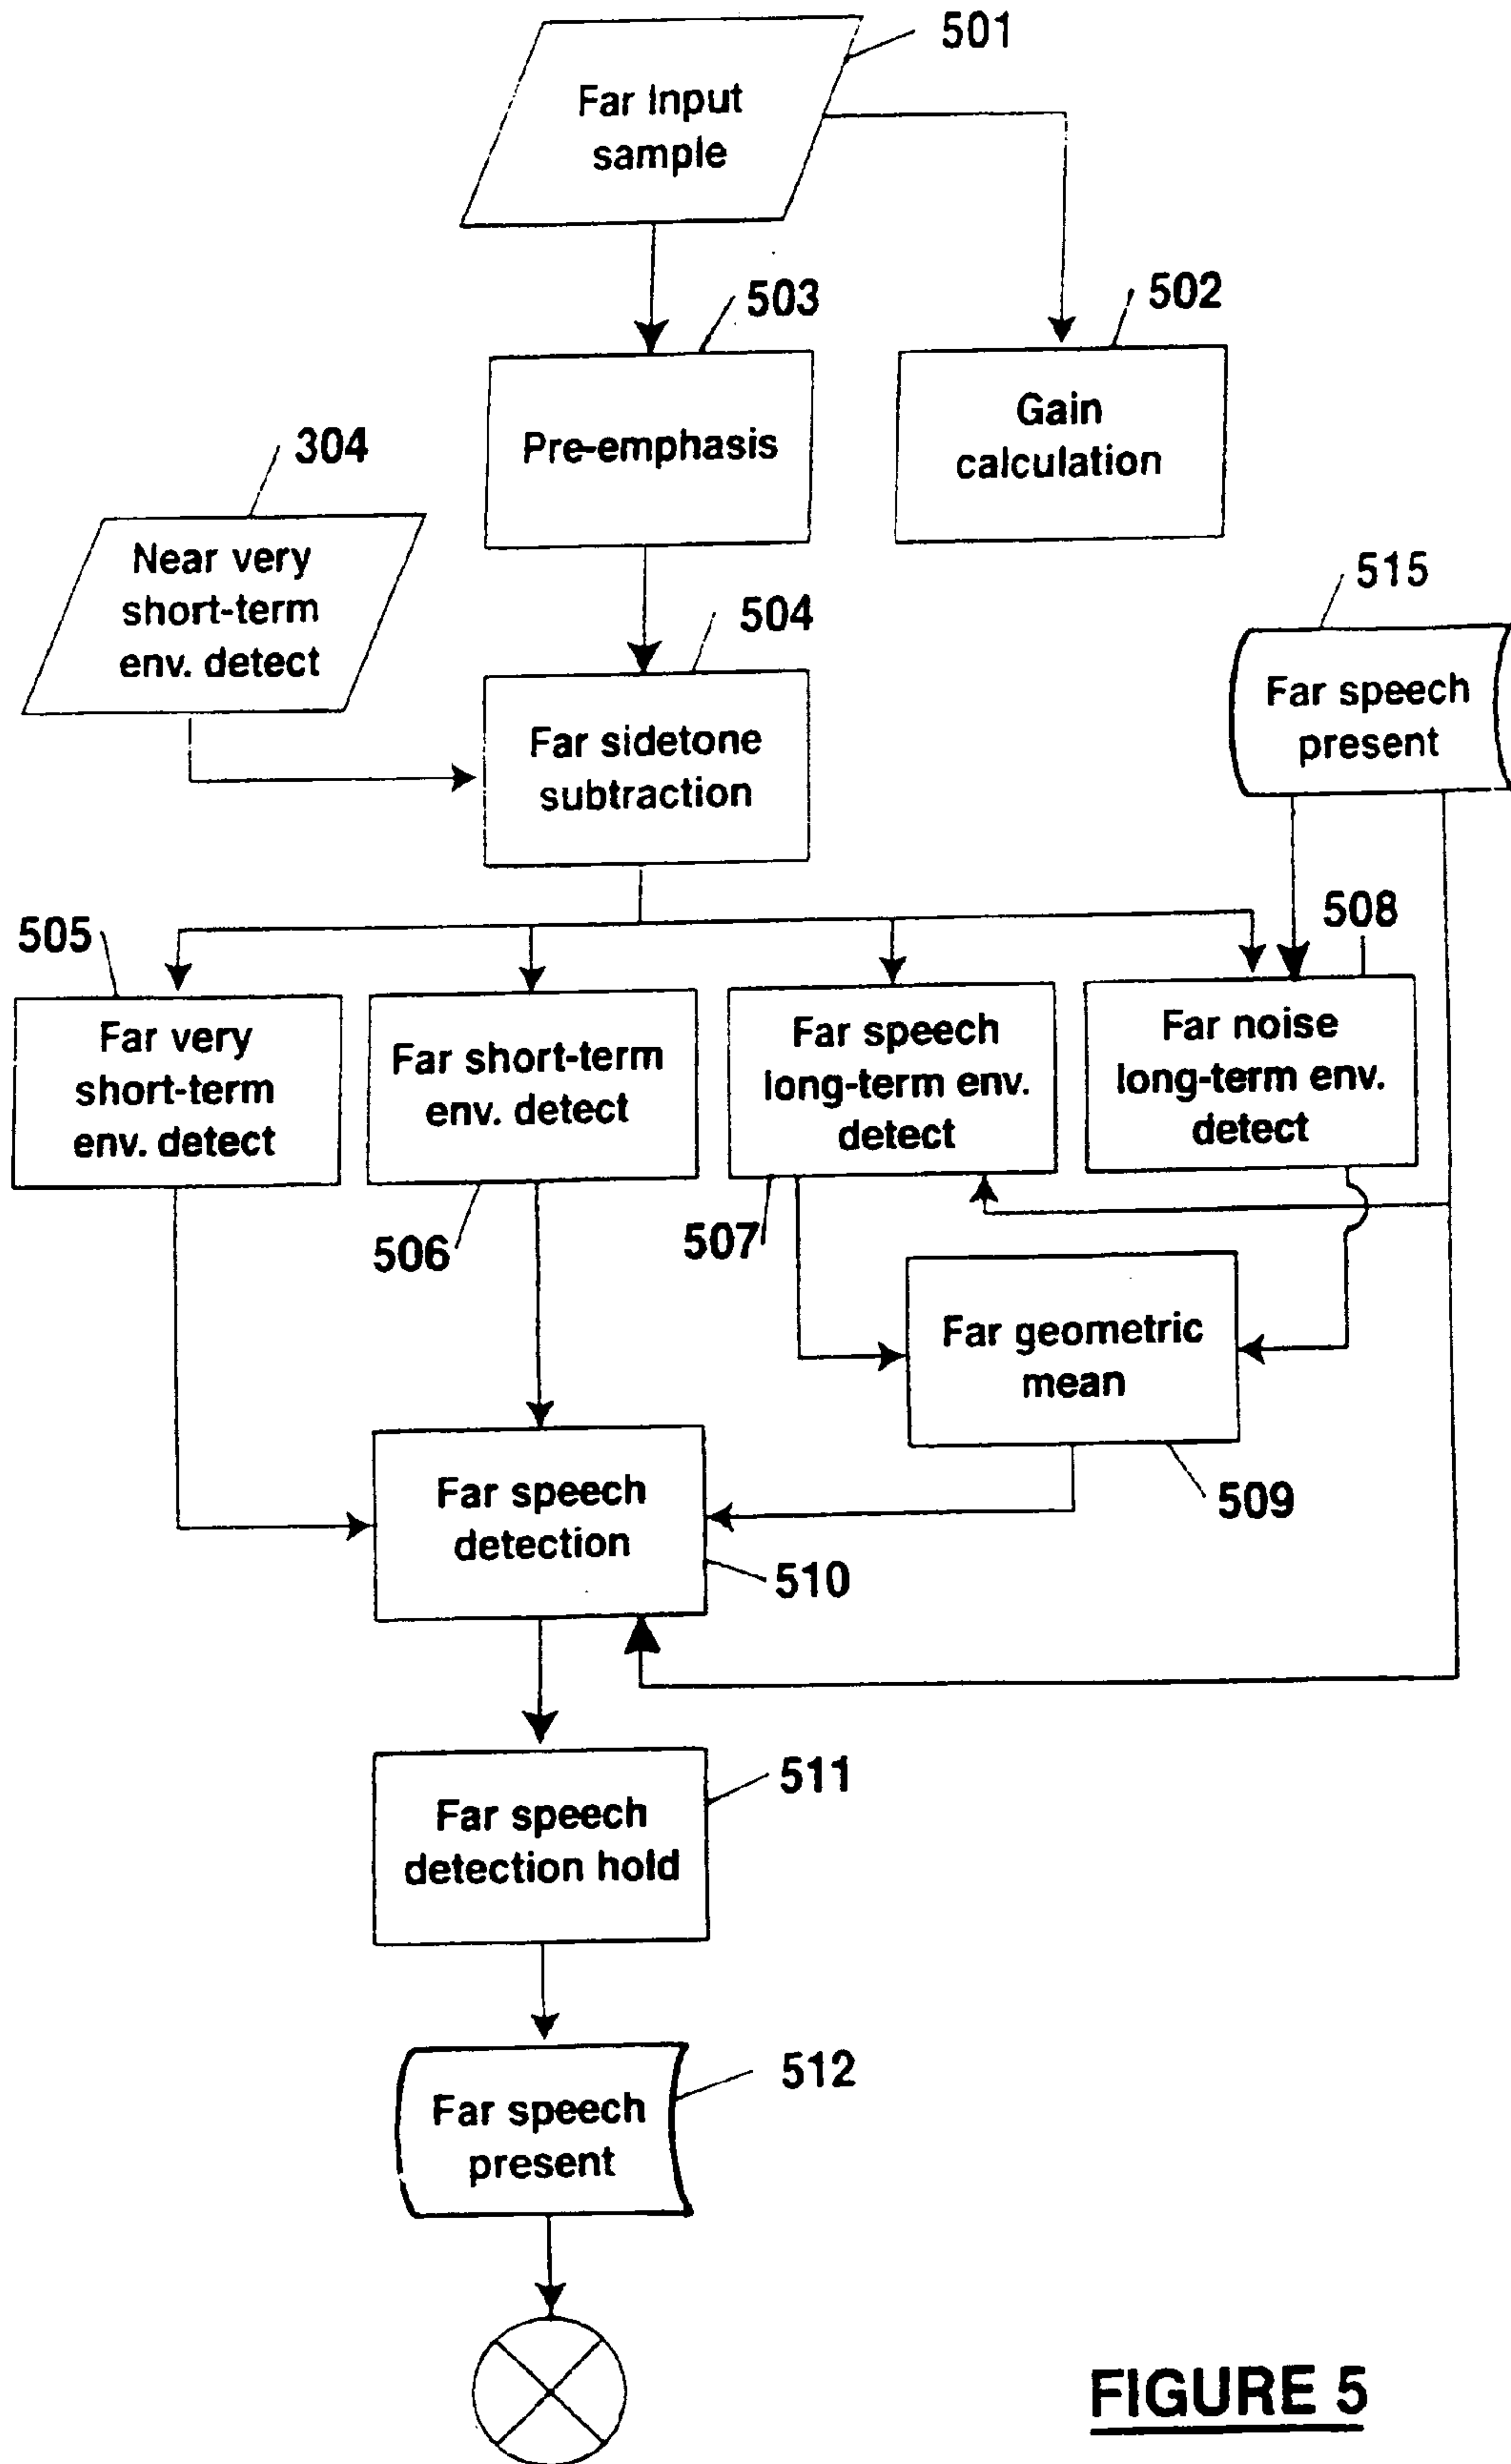 501
Far Input
sample
503
502
Pre-emphasis
Gain
calculation
304
Near very
short-term
env. detect
504
515
Far sidetone
subtraction
Far speech
present
505
508
Far very
short-term
env. detect
Far short-term
env. detect
Far speech
long-term env.
detect
Far noise
long-term env.
detect
506
507
Far geometric
mean
509
Far speech
detection
510
511
Far speech
detection hold
512
Far speech
present
FIGURE 5